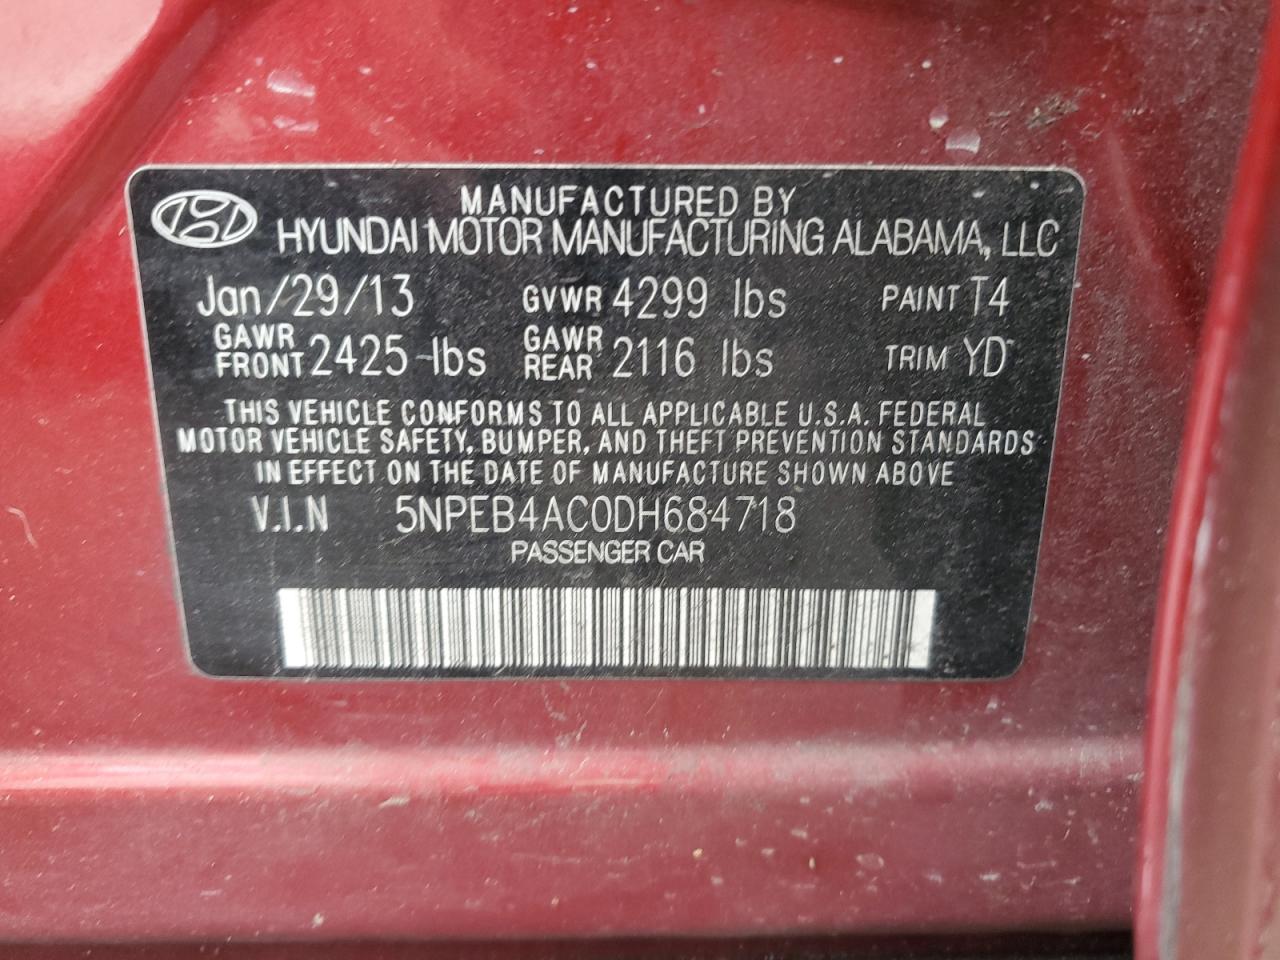 MANUFACTURED BY
HYUNDAI MOTOR MANUFACTURING ALABAMA, LLC
Jan/29/13 GVWR 4299 lbs PAINT T4
GAWR FRONT 2425 lbs GAWR REAR 2116 lbs TRIM YD
THIS VEHICLE CONFORMS TO ALL APPLICABLE U.S.A. FEDERAL
MOTOR VEHICLE SAFETY, BUMPER, AND THEFT PREVENTION STANDARDS
IN EFFECT ON THE DATE OF MANUFACTURE SHOWN ABOVE
V.I.N 5NPEB4AC0DH684718
PASSENGER CAR